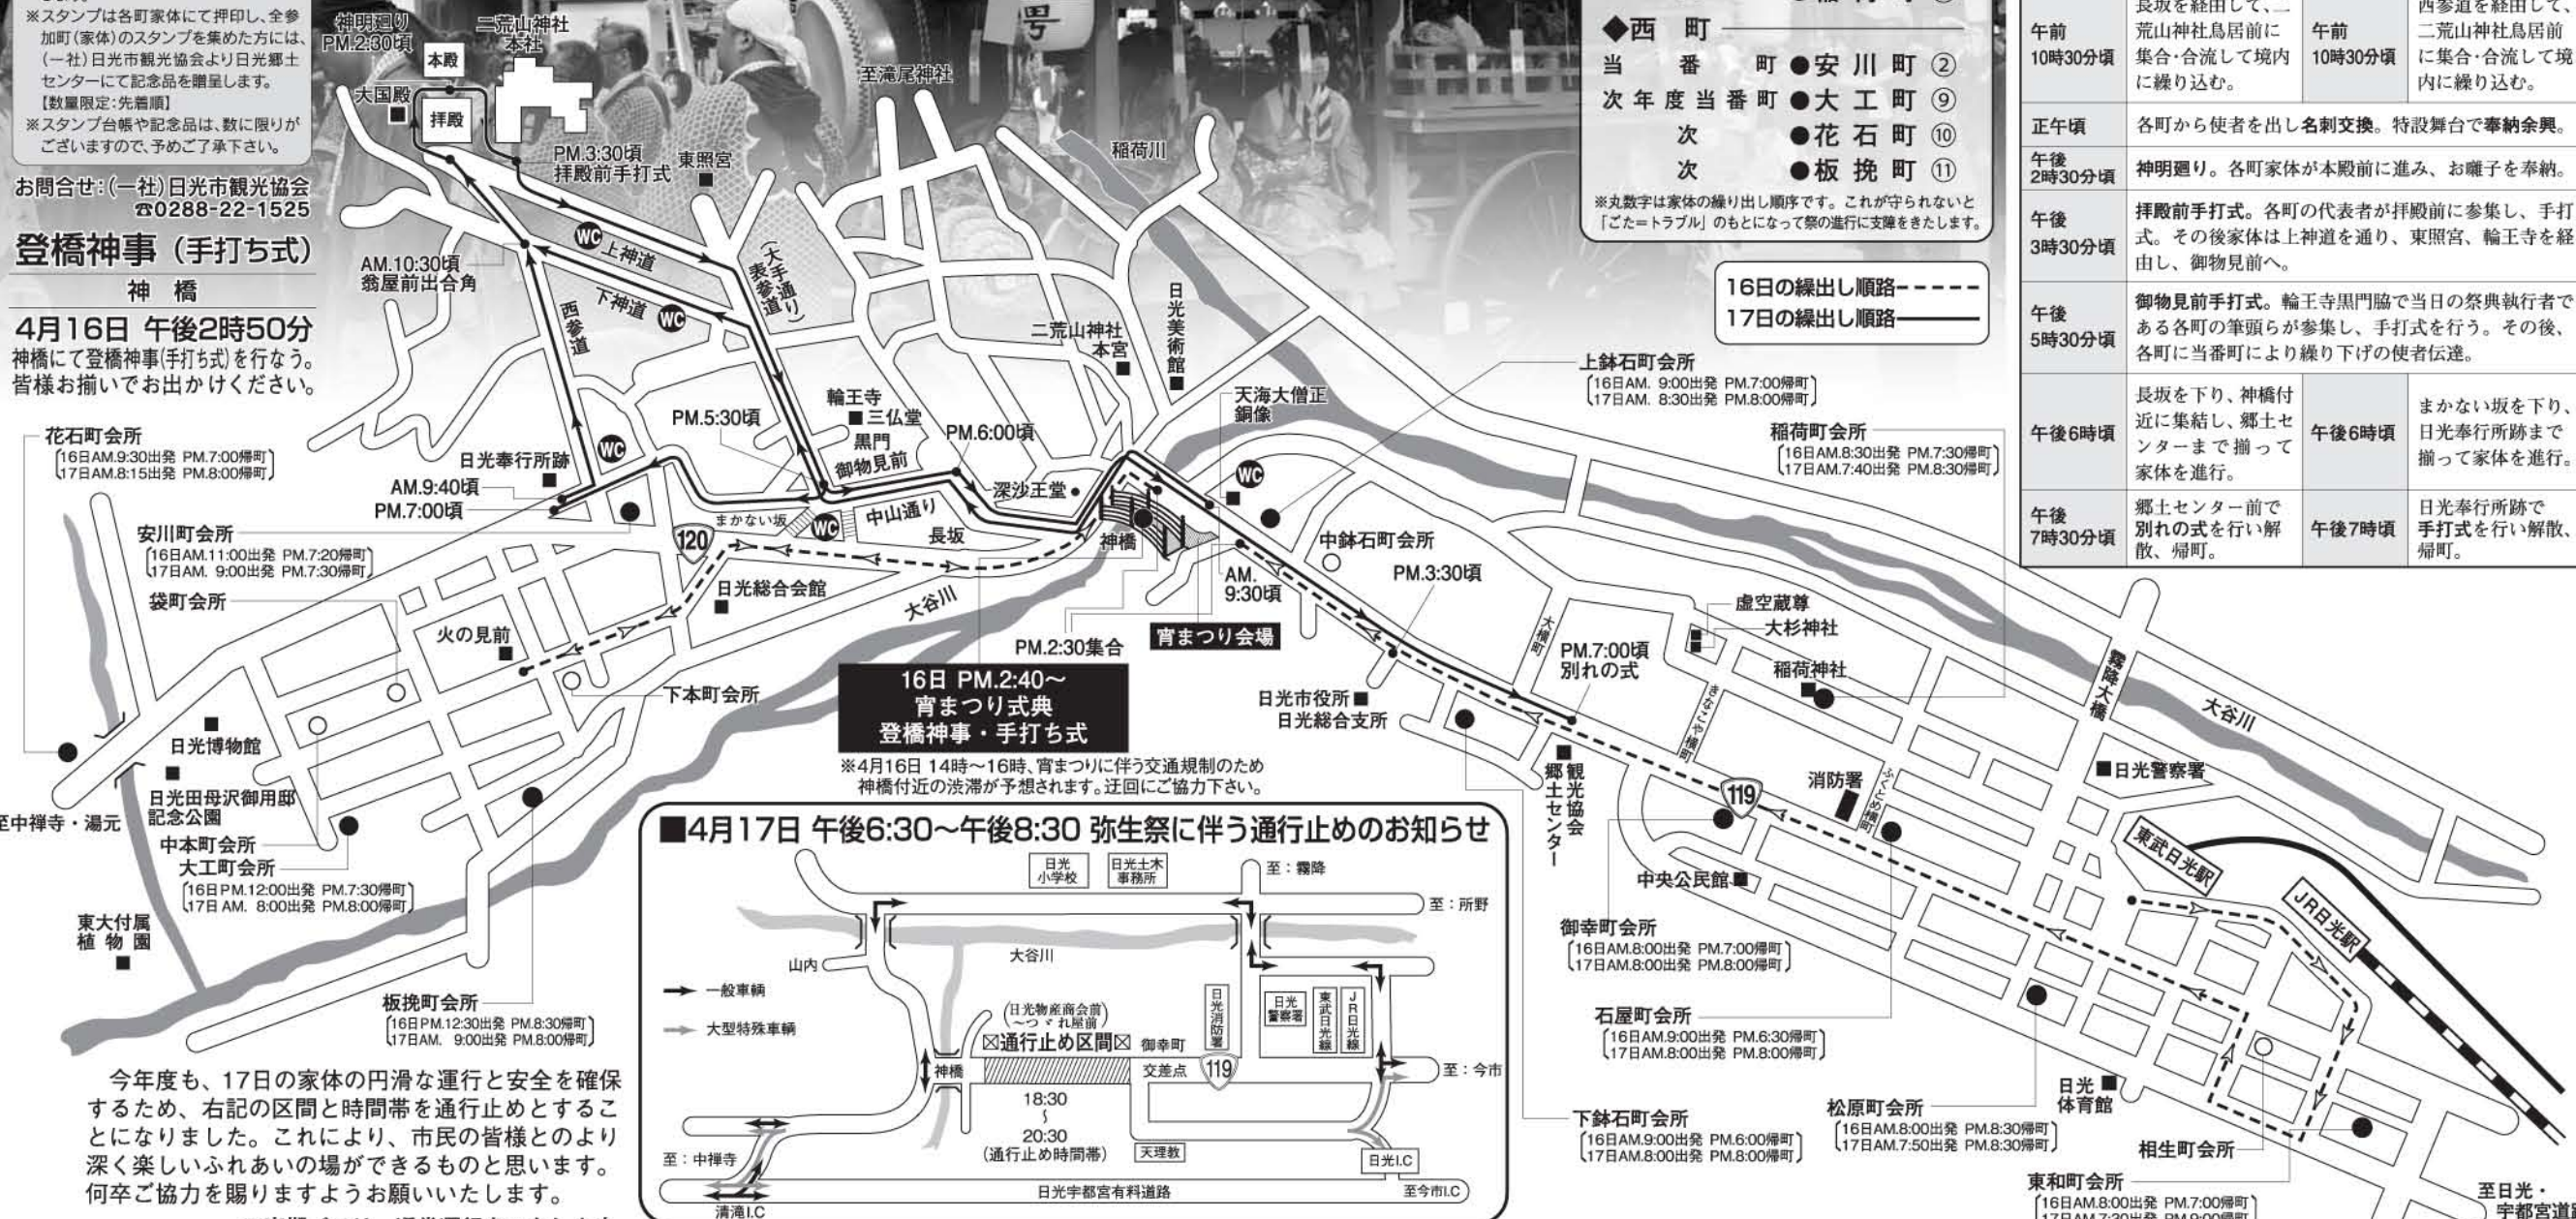 ※スタンプは各町家体にて押印し、全参
加町(家体)のスタンプを集めた方には、
(一社)日光市観光協会より日光郷土
センターにて記念品を贈呈します。
【数量限定:先着順】
※スタンプ台帳や記念品は、数に限りが
ございますので、予めご了承下さい。
お問合せ:(一社)日光市観光協会
☎0288-22-1525
登橋神事(手打ち式)
神橋
4月16日 午後2時50分
神橋にて登橋神事(手打ち式)を行なう。
皆様お揃いでお出かけください。
神明廻り
PM.2:30頃
二荒山神社
本社
本殿
大国殿
拝殿
PM.3:30頃
拝殿前手打式
東照宮
至滝尾神社
稲荷川
AM.10:30頃
翁屋前出合角
WC
上神道
下神道
WC
西参道
表参道
(大手通り)
二荒山神社
本宮
日光美術館
天海大僧正
銅像
WC
輪王寺
三仏堂
黒門
御物見前
PM.5:30頃
PM.6:00頃
深沙王堂
WC
日光奉行所跡
AM.9:40頃
PM.7:00頃
まかない坂
WC
中山通り
長坂
神橋
120
日光総合会館
大谷川
AM.
9:30頃
PM.2:30集合
宵まつり会場
16日 PM.2:40〜
宵まつり式典
登橋神事・手打ち式
※4月16日 14時〜16時、宵まつりに伴う交通規制のため
神橋付近の渋滞が予想されます。迂回にご協力下さい。
◆西町
当番町 ●安川町 ②
次年度当番町 ●大工町 ⑨
次 ●花石町 ⑩
次 ●板挽町 ⑪
※丸数字は家体の繰り出し順序です。これが守られないと
「ごた=トラブル」のもとになって祭の進行に支障をきたします。
16日の繰出し順路
17日の繰出し順路
午前
10時30分頃
長坂を経由して、二
荒山神社鳥居前に
集合・合流して境内
に繰り込む。
午前
10時30分頃
西参道を経由して、
二荒山神社鳥居前
に集合・合流して境
内に繰り込む。
正午頃
各町から使者を出し名刺交換。特設舞台で奉納余興。
午後
2時30分頃
神明廻り。各町家体が本殿前に進み、お囃子を奉納。
午後
3時30分頃
拝殿前手打式。各町の代表者が拝殿前に参集し、手打
式。その後家体は上神道を通り、東照宮、輪王寺を経
由し、御物見前へ。
午後
5時30分頃
御物見前手打式。輪王寺黒門脇で当日の祭典執行者で
ある各町の筆頭らが参集し、手打式を行う。その後、
各町に当番町により繰り下げの使者伝達。
午後6時頃
長坂を下り、神橋付
近に集結し、郷土セ
ンターまで揃って
家体を進行。
午後6時頃
まかない坂を下り、
日光奉行所跡まで
揃って家体を進行。
午後
7時30分頃
郷土センター前で
別れの式を行い解
散、帰町。
午後7時頃
日光奉行所跡で
手打式を行い解散、
帰町。
花石町会所
16日AM.9:30出発 PM.7:00帰町
17日AM.8:15出発 PM.8:00帰町
安川町会所
16日AM.11:00出発 PM.7:20帰町
17日AM. 9:00出発 PM.7:30帰町
袋町会所
火の見前
下本町会所
日光博物館
日光田母沢御用邸
記念公園
至中禅寺・湯元
中本町会所
大工町会所
16日PM.12:00出発 PM.7:30帰町
17日AM. 8:00出発 PM.8:00帰町
東大付属
植物園
板挽町会所
16日PM.12:30出発 PM.8:30帰町
17日AM. 9:00出発 PM.8:00帰町
上鉢石町会所
16日AM. 9:00出発 PM.7:00帰町
17日AM. 8:30出発 PM.8:00帰町
稲荷町会所
16日AM.8:30出発 PM.7:30帰町
17日AM.7:40出発 PM.8:30帰町
中鉢石町会所
PM.3:30頃
大横町
PM.7:00頃
別れの式
虚空蔵尊
大杉神社
稲荷神社
きなこや横町
霧降大橋
大谷川
日光市役所
日光総合支所
観光協会
郷土センター
消防署
ふくとめ横町
119
日光警察署
東武日光駅
JR日光駅
中央公民館
御幸町会所
16日AM.8:00出発 PM.7:00帰町
17日AM.8:00出発 PM.8:00帰町
石屋町会所
16日AM.9:00出発 PM.6:30帰町
17日AM.8:00出発 PM.8:00帰町
下鉢石町会所
16日AM.9:00出発 PM.6:00帰町
17日AM.8:00出発 PM.8:00帰町
松原町会所
16日AM.8:00出発 PM.8:30帰町
17日AM.7:50出発 PM.8:30帰町
日光
体育館
相生町会所
東和町会所
16日AM.8:00出発 PM.7:00帰町
17日AM.7:30出発 PM.9:00帰町
至日光・
宇都宮道
■4月17日 午後6:30〜午後8:30 弥生祭に伴う通行止めのお知らせ
日光
小学校
日光土木
事務所
至:霧降
至:所野
大谷川
山内
一般車輌
大型特殊車輌
(日光物産商会前)
〜つゞれ屋前
通行止め区間
日光消防署
日光
警察署
東武日光線
JR日光線
御幸町
交差点
119
神橋
至:今市
18:30
〜
20:30
(通行止め時間帯)
天理教
至:中禅寺
日光I.C
日光宇都宮有料道路
至今市I.C
清滝I.C
今年度も、17日の家体の円滑な運行と安全を確保
するため、右記の区間と時間帯を通行止めとするこ
とになりました。これにより、市民の皆様とのより
深く楽しいふれあいの場ができるものと思います。
何卒ご協力を賜りますようお願いいたします。